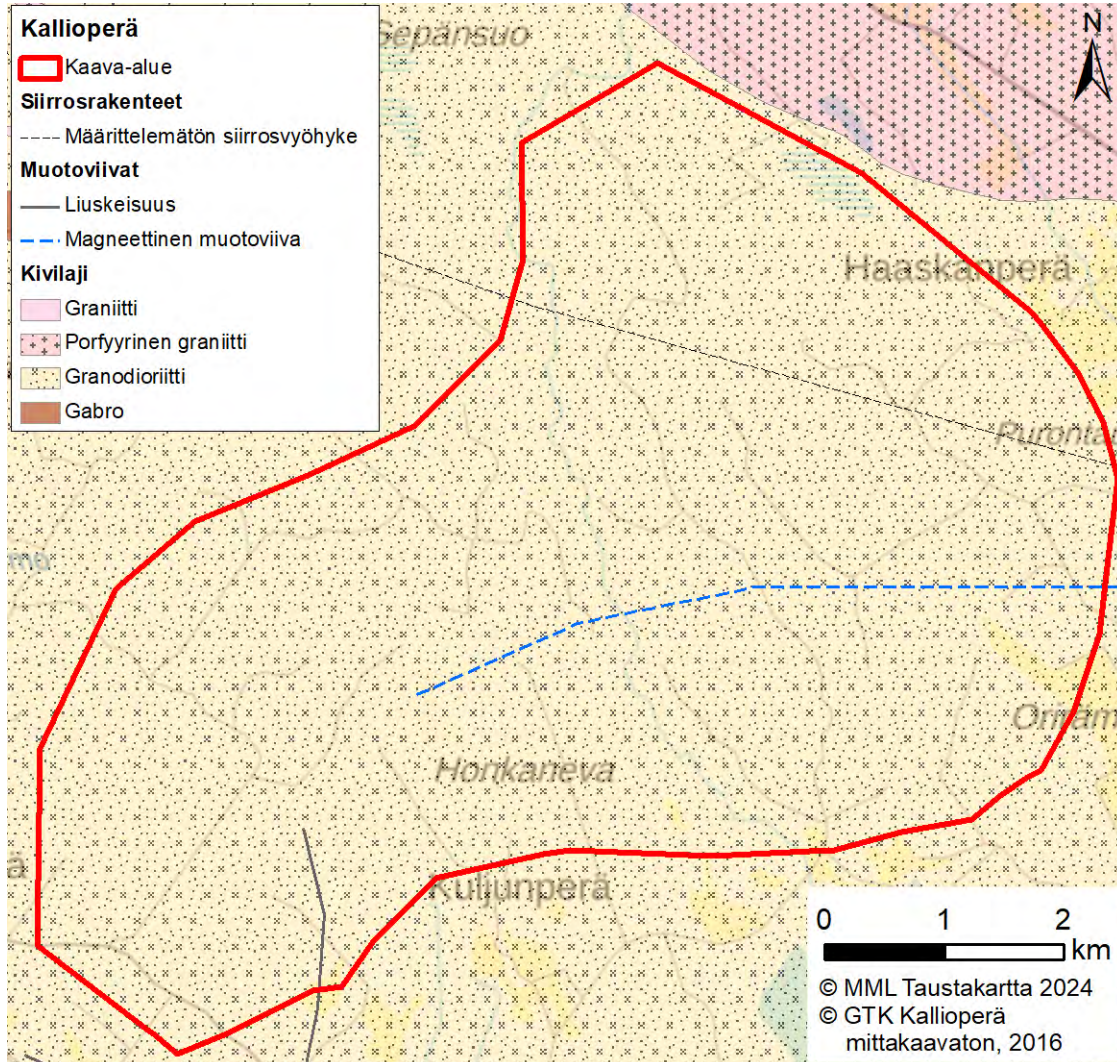 Kallioperä
Kaava-alue
Siirrosrakenteet
Määrittelemätön siirrosvyöhyke
Muotoviivat
Liuskeisuus
Magneettinen muotoviiva
Kivilaji
Graniitti
Porfyyrinen graniitti
Granodioriitti
Gabro
Sepänsuo
N
Haaskanperä
Honkaneva
Kuljunperä
0 1 2
km
© MML Taustakartta 2024
© GTK Kallioperä
mittakaavaton, 2016